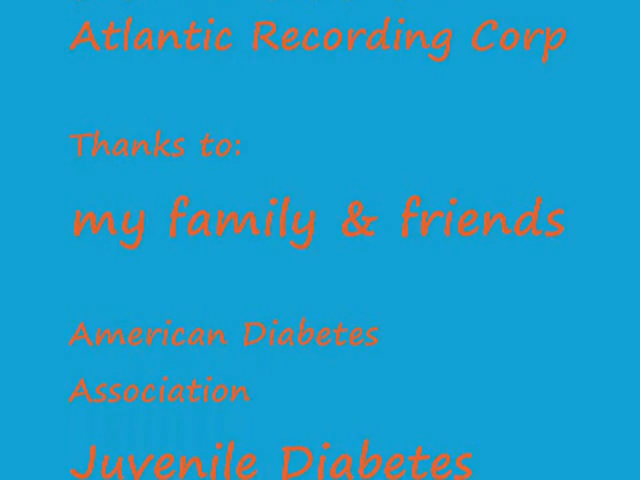 Atlantic Recording Corp
Thanks to:
my family & friends
American Diabetes
Association
Juvenile Diabetes